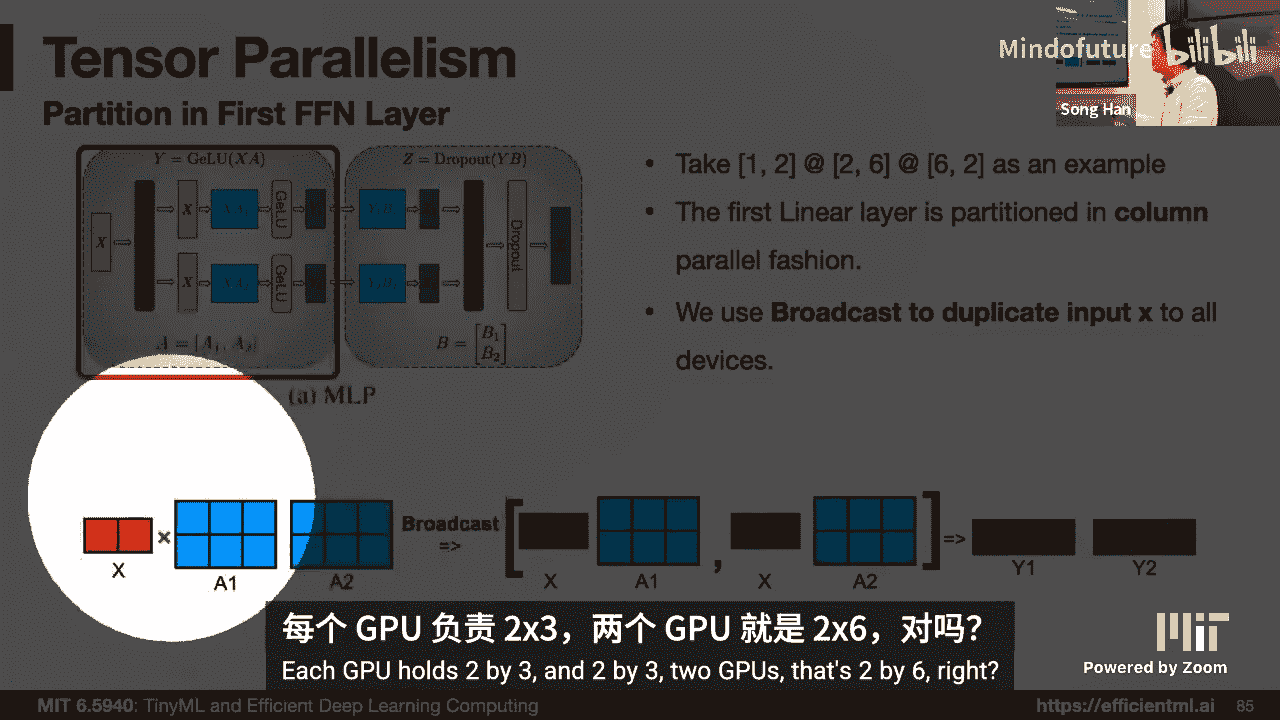 Tensor Parallelism
Mindofuture bilibili
Song Han
Partition in First FFN Layer
Y = GeLU(XA)
Z = Dropout(YB)
X
X
GeLU
Dropout
X
GeLU
A = [A₁, A₂]
B = [B₁ B₂]
(a) MLP
• Take [1, 2] @ [2, 6] @ [6, 2] as an example
• The first Linear layer is partitioned in column
parallel fashion.
• We use Broadcast to duplicate input x to all
devices.
X × A1 A2 Broadcast => [ X A1 , X A2 ] => Y1 Y2
每个 GPU 负责 2x3，两个 GPU 就是 2x6，对吗？
Each GPU holds 2 by 3, and 2 by 3, two GPUs, that's 2 by 6, right?
MIT
Powered by Zoom
MIT 6.5940: TinyML and Efficient Deep Learning Computing
https://efficientml.ai
85